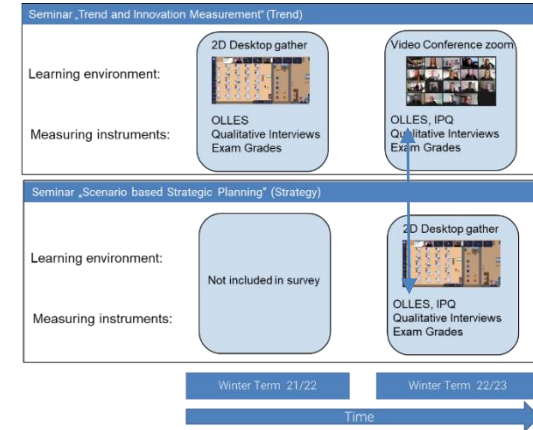 Seminar „Trend and Innovation Measurement" (Trend)
2D Desktop gather
Video Conference zoom
Learning environment:
Measuring instruments:
OLLES
Qualitative Interviews
Exam Grades
OLLES, IPQ
Qualitative Interviews
Exam Grades
Seminar „Scenario based Strategic Planning" (Strategy)
2D Desktop gather
Learning environment:
Not included in survey
Measuring instruments:
OLLES, IPQ
Qualitative Interviews
Exam Grades
Winter Term 21/22
Winter Term 22/23
Time